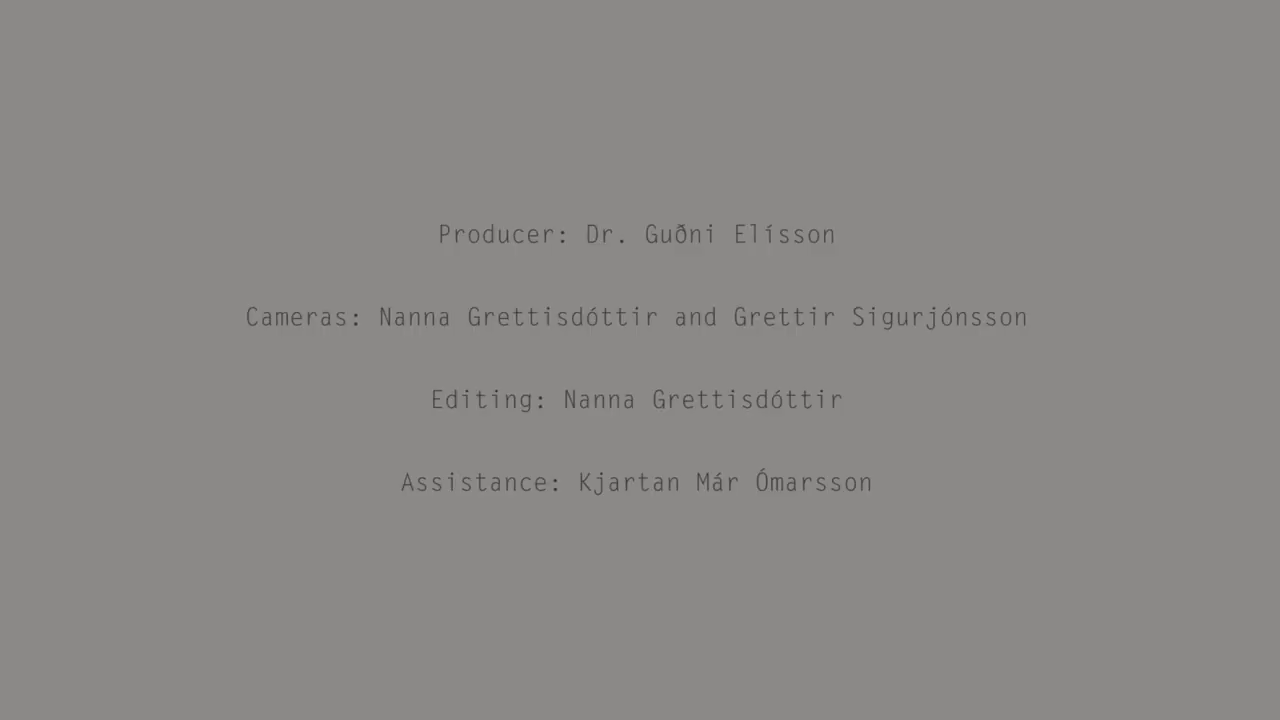 Producer: Dr. Guðni Elísson
Cameras: Nanna Grettisdóttir and Grettir Sigurjónsson
Editing: Nanna Grettisdóttir
Assistance: Kjartan Már Ómarsson